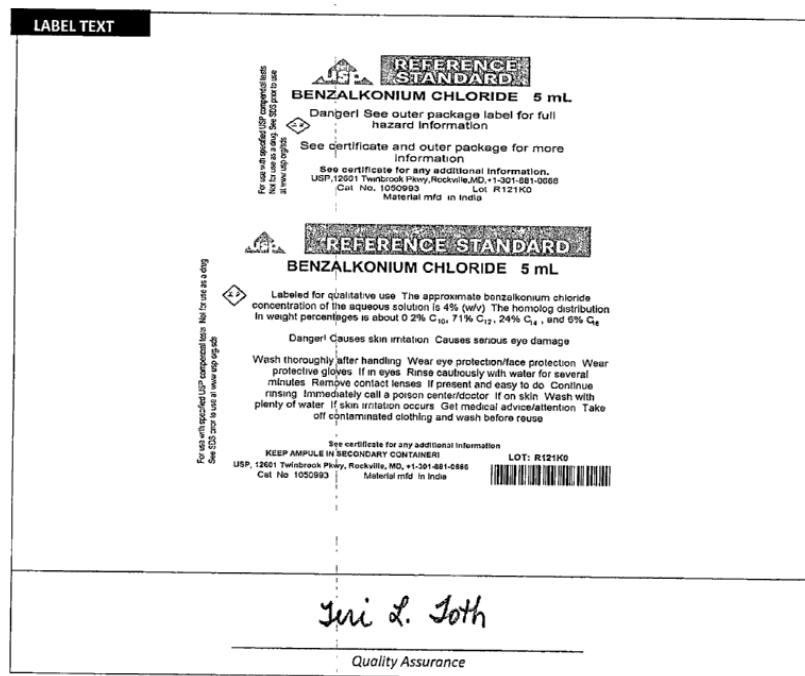 LABEL TEXT
usp
REFERENCE
STANDARD
BENZALKONIUM CHLORIDE 5 mL
Danger! See outer package label for full
hazard information
See certificate and outer package for more
information
See certificate for any additional information.
USP, 12601 Twinbrook Pkwy, Rockville, MD, +1-301-881-0666
Cat No. 1050993 Lot R121K0
Material mfd in India
For use with specified USP compendial tests
Not for use as a drug. See SDS prior to use
at www usp org/sds
usp
REFERENCE STANDARD
BENZALKONIUM CHLORIDE 5 mL
Labeled for qualitative use The approximate benzalkonium chloride
concentration of the aqueous solution is 4% (w/v) The homolog distribution
in weight percentages is about 0 2% C10, 71% C12, 24% C14 , and 6% C16
Danger! Causes skin irritation Causes serious eye damage
Wash thoroughly after handling Wear eye protection/face protection Wear
protective gloves If in eyes Rinse cautiously with water for several
minutes Remove contact lenses If present and easy to do Continue
rinsing Immediately call a poison center/doctor If on skin Wash with
plenty of water If skin irritation occurs Get medical advice/attention Take
off contaminated clothing and wash before reuse
For use with specified USP compendial tests Not for use as a drug
See SDS prior to use at www usp org/sds
See certificate for any additional information
KEEP AMPULE IN SECONDARY CONTAINER!
USP, 12601 Twinbrook Pkwy, Rockville, MD, +1-301-881-0666
Cat No 1050993 Material mfd in India
LOT: R121K0
Teri L. Toth
Quality Assurance